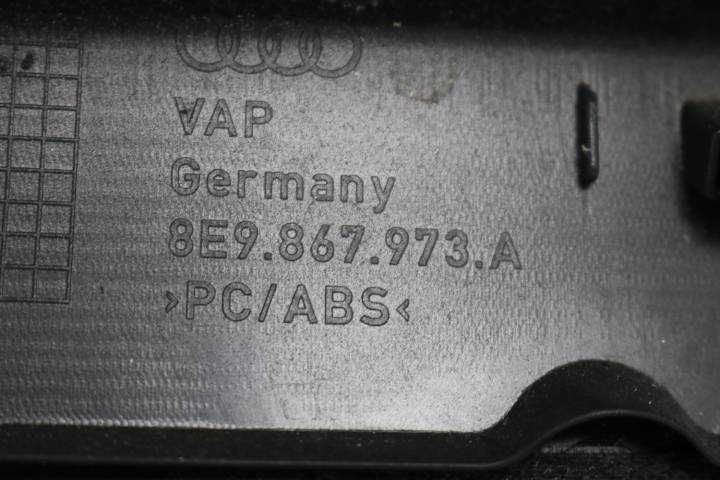 VAP
Germany
8E9.867.973.A
>PC/ABS<